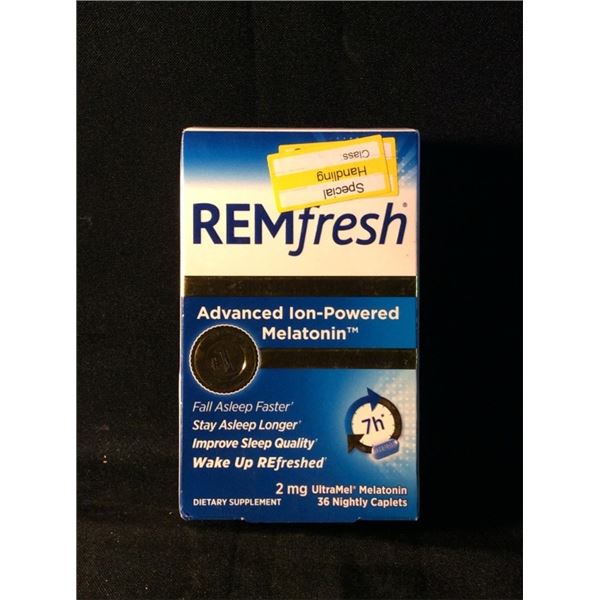 Special
Handling
Class:
REMfresh®
Advanced Ion-Powered
Melatonin™
#1
Fall Asleep Faster†
Stay Asleep Longer†
Improve Sleep Quality†
Wake Up REfreshed†
7h*
2 mg UltraMel® Melatonin
DIETARY SUPPLEMENT
36 Nightly Caplets